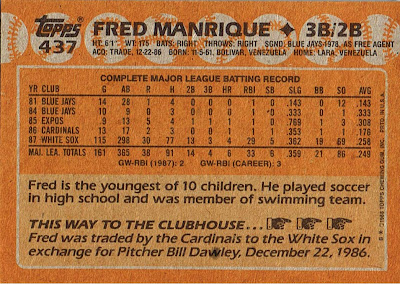 Topps
437
FRED MANRIQUE ✦ 3B/2B
HT: 6'1" WT: 175 BATS: RIGHT THROWS: RIGHT SGND: BLUE JAYS-1978, AS FREE AGENT
ACQ: TRADE, 12-22-86 BORN: 11-5-61, BOLIVAR, VENEZUELA HOME: LARA, VENEZUELA
COMPLETE MAJOR LEAGUE BATTING RECORD
YR CLUB G AB R H 2B 3B HR RBI SB SLG BB SO AVG
81 BLUE JAYS 14 28 1 4 0 0 0 0 0 .143 0 12 .143
84 BLUE JAYS 10 9 0 3 0 0 0 1 0 .333 0 1 .333
85 EXPOS 9 13 5 4 1 1 1 1 0 .769 1 3 .308
86 CARDINALS 13 17 2 3 0 0 1 1 1 .353 1 1 .176
87 WHITE SOX 115 298 30 77 13 3 4 29 5 .362 19 69 .258
MAJ. LEA. TOTALS 161 365 38 91 14 4 6 32 6 .359 21 86 .249
GW-RBI (1987): 2 GW-RBI (CAREER): 3
Fred is the youngest of 10 children. He played soccer
in high school and was member of swimming team.
THIS WAY TO THE CLUBHOUSE . . .
Fred was traded by the Cardinals to the White Sox in
exchange for Pitcher Bill Dawley, December 22, 1986.